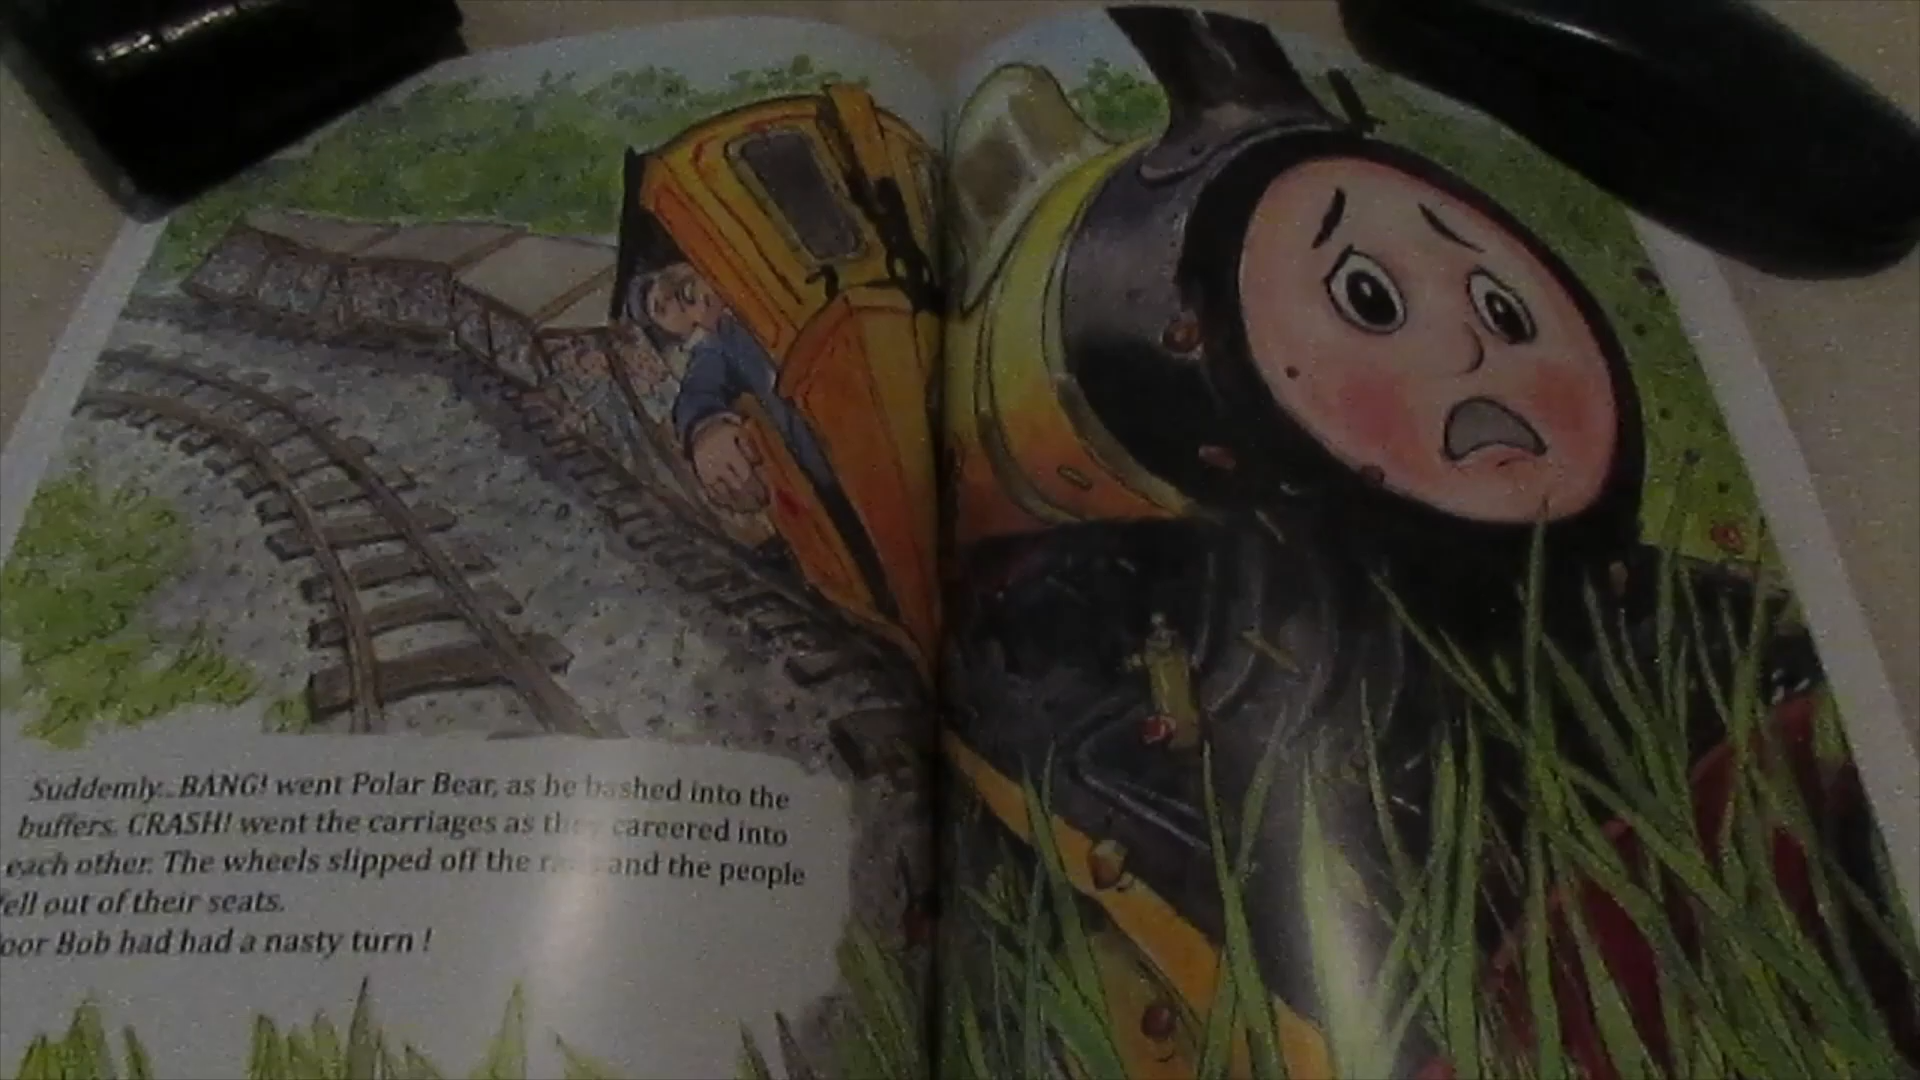 Suddenly... BANG! went Polar Bear, as he bashed into the
buffers. CRASH! went the carriages as they careered into
each other. The wheels slipped off the and the people
fell out of their seats.
oor Bob had had a nasty turn !